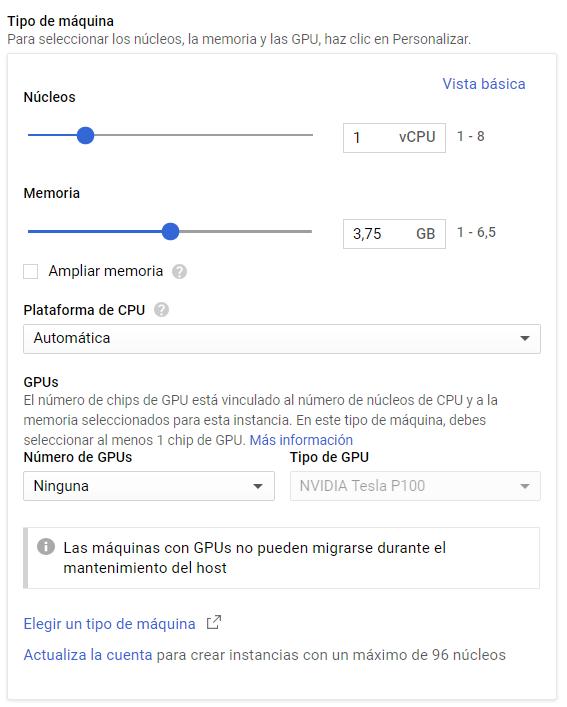 Tipo de máquina
Para seleccionar los núcleos, la memoria y las GPU, haz clic en Personalizar.
Vista básica
Núcleos
1 vCPU 1 - 8
Memoria
3,75 GB 1 - 6,5
Ampliar memoria ?
Plataforma de CPU ?
Automática
GPUs
El número de chips de GPU está vinculado al número de núcleos de CPU y a la
memoria seleccionados para esta instancia. En este tipo de máquina, debes
seleccionar al menos 1 chip de GPU. Más información
Número de GPUs Tipo de GPU
Ninguna NVIDIA Tesla P100
Las máquinas con GPUs no pueden migrarse durante el
mantenimiento del host
Elegir un tipo de máquina
Actualiza la cuenta para crear instancias con un máximo de 96 núcleos